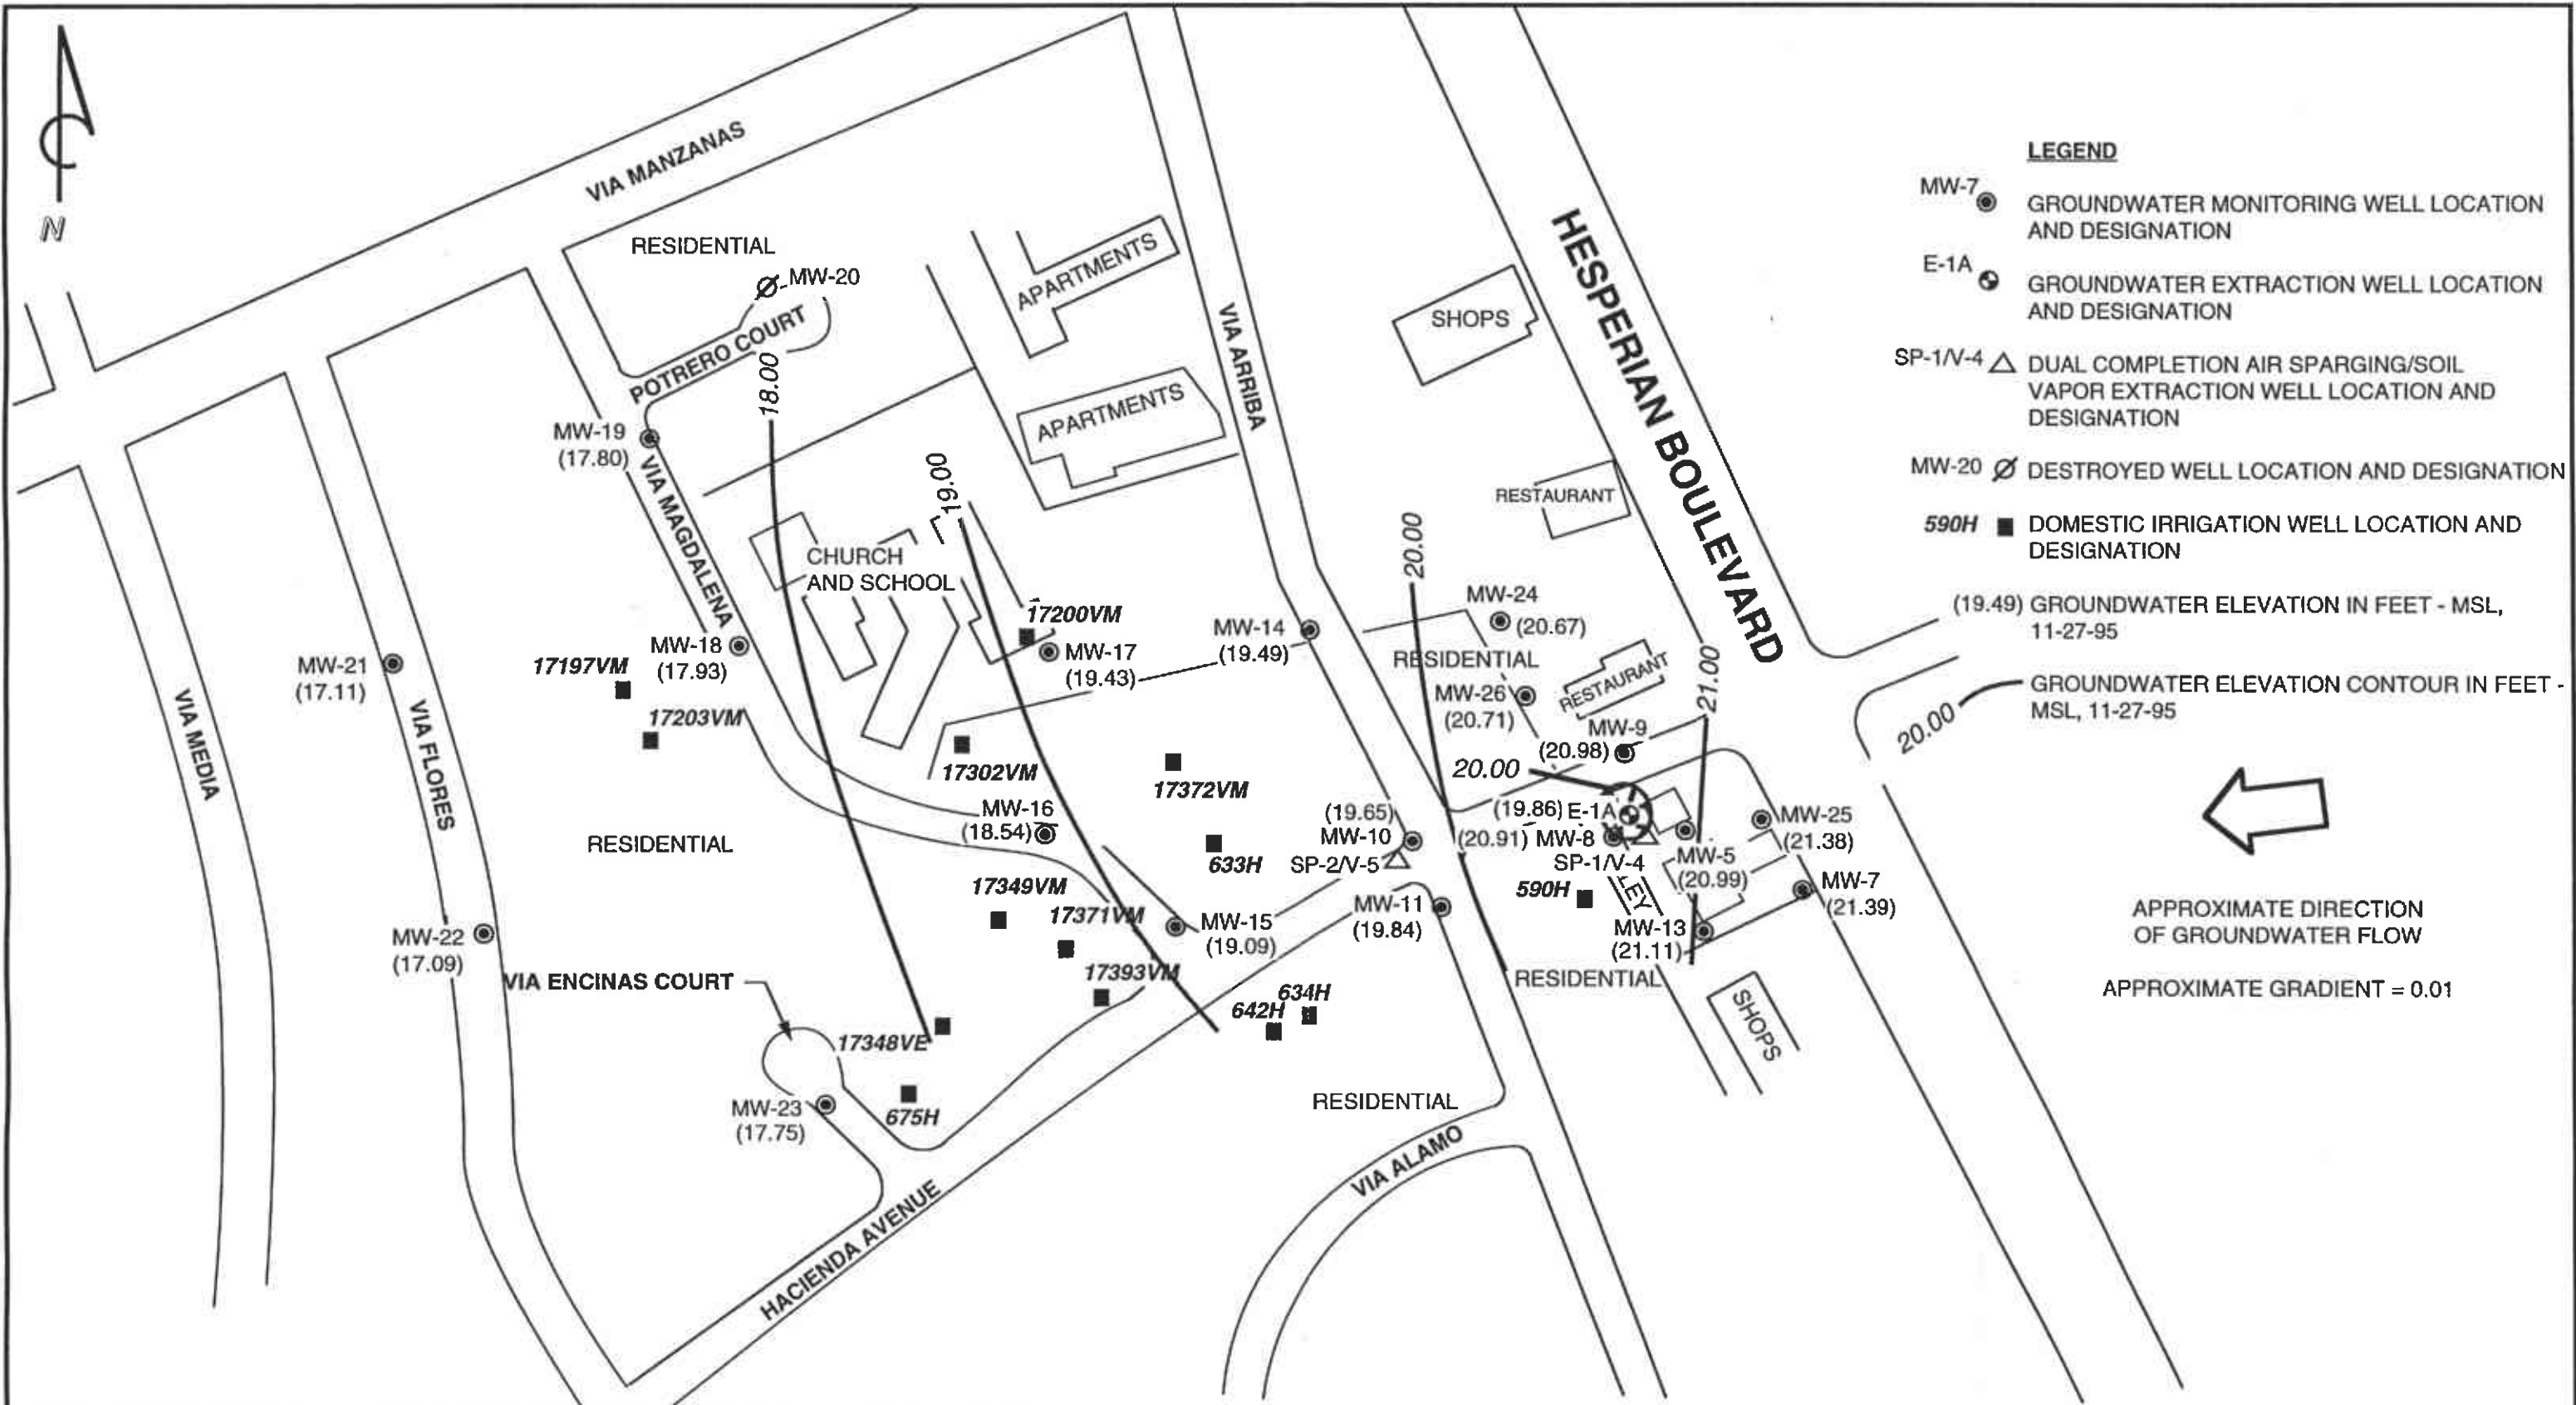 N
VIA MANZANAS
RESIDENTIAL
MW-20
POTRERO COURT
18.00
APARTMENTS
APARTMENTS
VIA ARRIBA
SHOPS
HESPERIAN BOULEVARD
RESTAURANT
MW-19
(17.80)
VIA MAGDALENA
19.00
CHURCH
AND SCHOOL
17200VM
MW-17
(19.43)
MW-14
(19.49)
20.00
MW-24
(20.67)
RESIDENTIAL
RESTAURANT
21.00
MW-26
(20.71)
MW-9
(20.98)
20.00
MW-18
(17.93)
17197VM
17203VM
MW-21
(17.11)
VIA MEDIA
VIA FLORES
RESIDENTIAL
17302VM
17372VM
MW-16
(18.54)
633H
(19.65)
MW-10
SP-2/V-5
(19.86) E-1A
(20.91) MW-8
SP-1/V-4
MW-5
(20.99)
MW-25
(21.38)
MW-7
(21.39)
590H
LEY
MW-13
(21.11)
17349VM
17371VM
MW-15
(19.09)
MW-11
(19.84)
MW-22
(17.09)
VIA ENCINAS COURT
17393VM
RESIDENTIAL
634H
642H
SHOPS
17348VE
MW-23
(17.75)
675H
RESIDENTIAL
VIA ALAMO
HACIENDA AVENUE
LEGEND
MW-7
GROUNDWATER MONITORING WELL LOCATION
AND DESIGNATION
E-1A
GROUNDWATER EXTRACTION WELL LOCATION
AND DESIGNATION
SP-1/V-4
DUAL COMPLETION AIR SPARGING/SOIL
VAPOR EXTRACTION WELL LOCATION AND
DESIGNATION
MW-20 DESTROYED WELL LOCATION AND DESIGNATION
590H DOMESTIC IRRIGATION WELL LOCATION AND
DESIGNATION
(19.49) GROUNDWATER ELEVATION IN FEET - MSL,
11-27-95
20.00
GROUNDWATER ELEVATION CONTOUR IN FEET -
MSL, 11-27-95
APPROXIMATE DIRECTION
OF GROUNDWATER FLOW
APPROXIMATE GRADIENT = 0.01